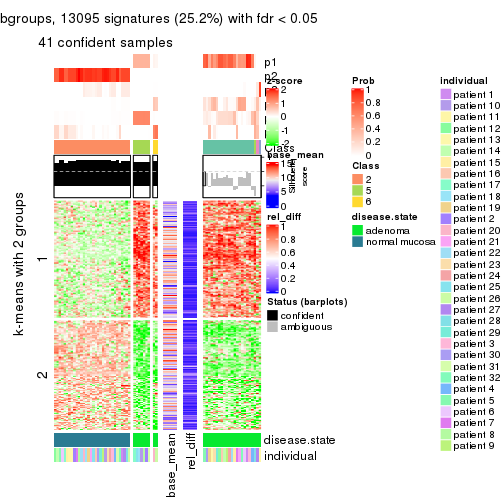 bgroups, 13095 signatures (25.2%) with fdr < 0.05
41 confident samples
p1
p2
z-score
2
1
0
-1
-2
Class
base_mean
15
10
5
0
Silhouette
score
rel_diff
1
0.8
0.6
0.4
0.2
0
Status (barplots)
confident
ambiguous
k-means with 2 groups
1
2
disease.state
individual
base_mean
rel_diff
Prob
1
0.8
0.6
0.4
0.2
0
Class
2
5
6
disease.state
adenoma
normal mucosa
individual
patient 1
patient 10
patient 11
patient 12
patient 13
patient 14
patient 15
patient 16
patient 17
patient 18
patient 19
patient 2
patient 20
patient 21
patient 22
patient 23
patient 24
patient 25
patient 26
patient 27
patient 28
patient 29
patient 3
patient 30
patient 31
patient 32
patient 4
patient 5
patient 6
patient 7
patient 8
patient 9